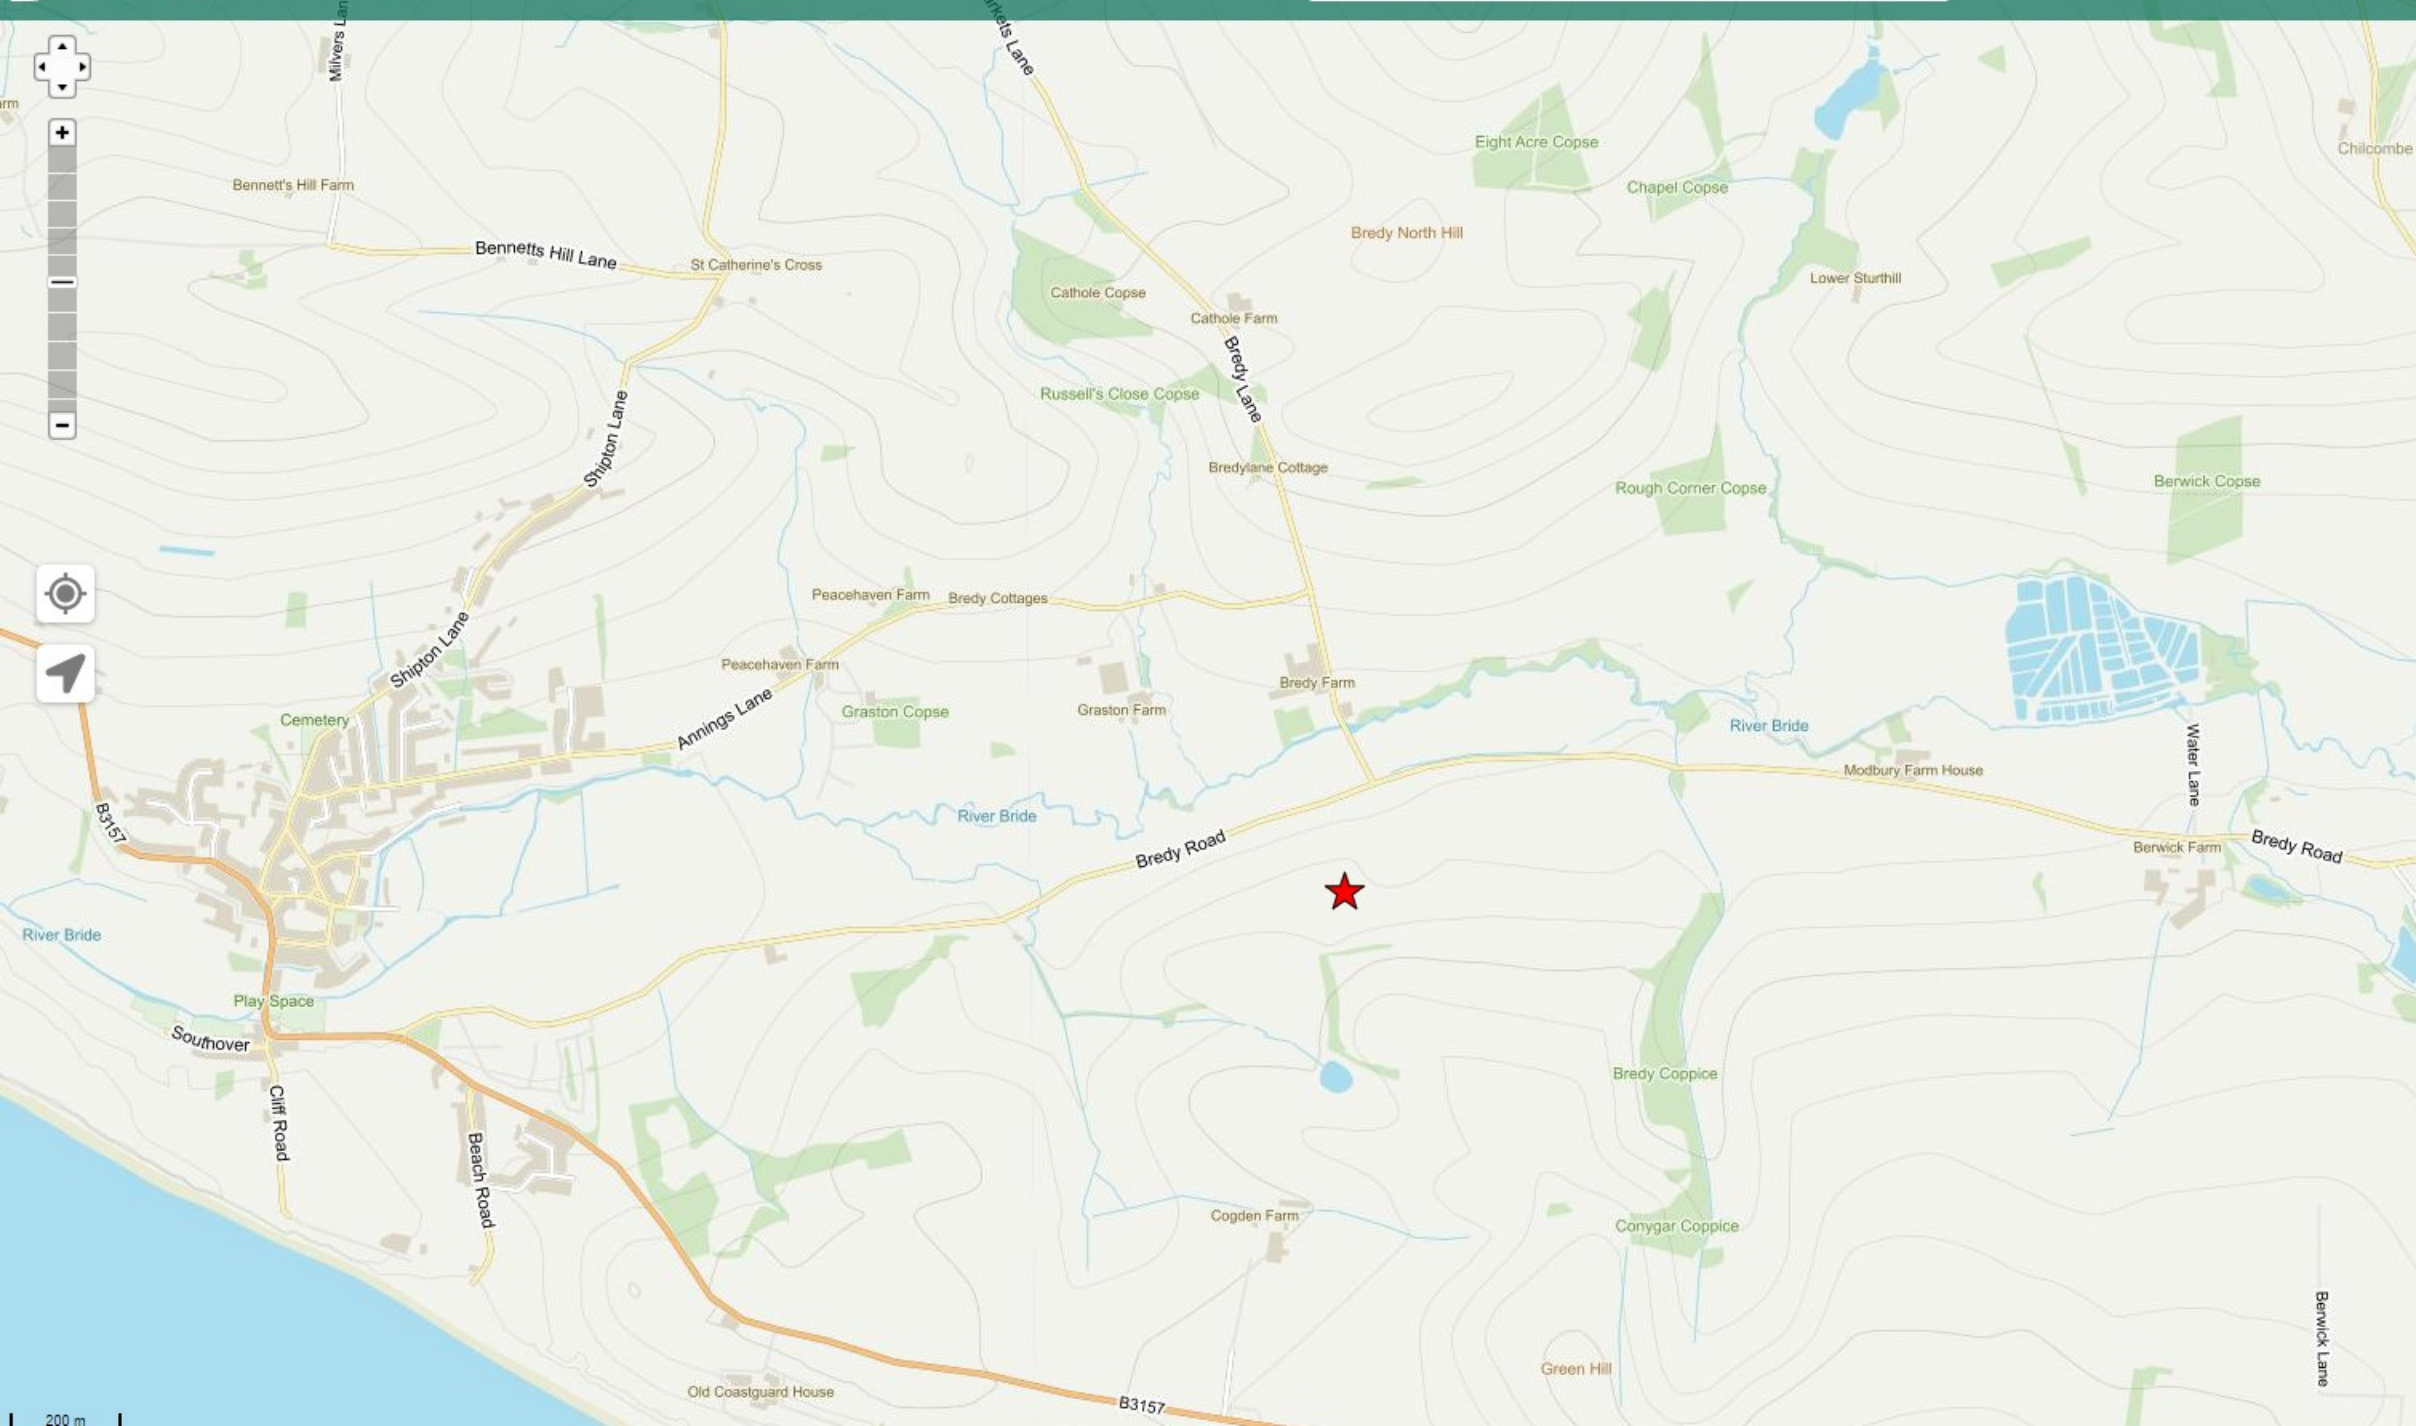 Milvers Lan
rkets Lane
arm
Eight Acre Copse
Chilcombe
Bennett's Hill Farm
Chapel Copse
Bredy North Hill
Bennetts Hill Lane
St Catherine's Cross
Lower Sturthill
Cathole Copse
Cathole Farm
Bredy Lane
Russell's Close Copse
Shipton Lane
Bredylane Cottage
Rough Corner Copse
Berwick Copse
Peacehaven Farm
Bredy Cottages
Shipton Lane
Peacehaven Farm
Bredy Farm
Annings Lane
Graston Copse
Graston Farm
Cemetery
River Bride
Water Lane
Modbury Farm House
B3157
River Bride
Bredy Road
Bredy Road
Berwick Farm
River Bride
Play Space
Southover
Bredy Coppice
Cliff Road
Beach Road
Cogden Farm
Conygar Coppice
Berwick Lane
Green Hill
Old Coastguard House
B3157
200 m